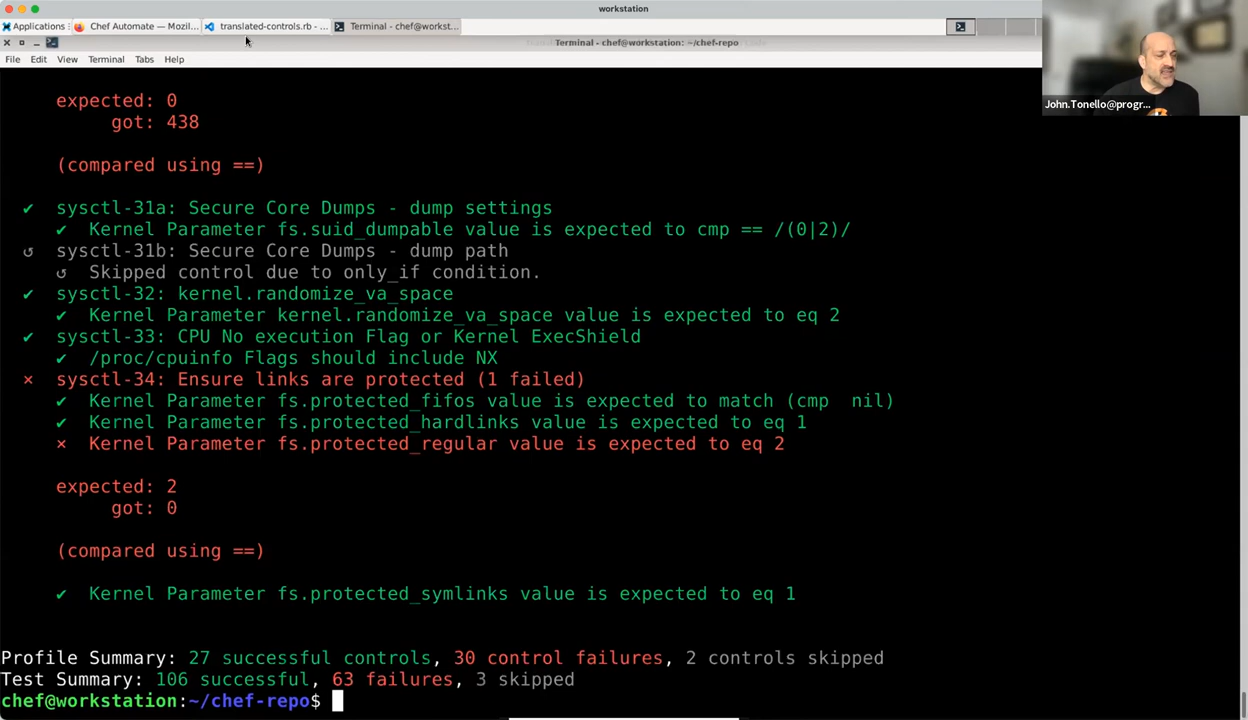 workstation
Applications
Chef Automate — Mozil...
translated-controls.rb - ...
Terminal - chef@workst...
Terminal - chef@workstation: ~/chef-repo
File Edit View Terminal Tabs Help
John.Tonello@progr...
expected: 0
got: 438
(compared using ==)
✔ sysctl-31a: Secure Core Dumps - dump settings
✔ Kernel Parameter fs.suid_dumpable value is expected to cmp == /(0|2)/
↺ sysctl-31b: Secure Core Dumps - dump path
↺ Skipped control due to only_if condition.
✔ sysctl-32: kernel.randomize_va_space
✔ Kernel Parameter kernel.randomize_va_space value is expected to eq 2
✔ sysctl-33: CPU No execution Flag or Kernel ExecShield
✔ /proc/cpuinfo Flags should include NX
× sysctl-34: Ensure links are protected (1 failed)
✔ Kernel Parameter fs.protected_fifos value is expected to match (cmp  nil)
✔ Kernel Parameter fs.protected_hardlinks value is expected to eq 1
× Kernel Parameter fs.protected_regular value is expected to eq 2
expected: 2
got: 0
(compared using ==)
✔ Kernel Parameter fs.protected_symlinks value is expected to eq 1
Profile Summary: 27 successful controls, 30 control failures, 2 controls skipped
Test Summary: 106 successful, 63 failures, 3 skipped
chef@workstation:~/chef-repo$